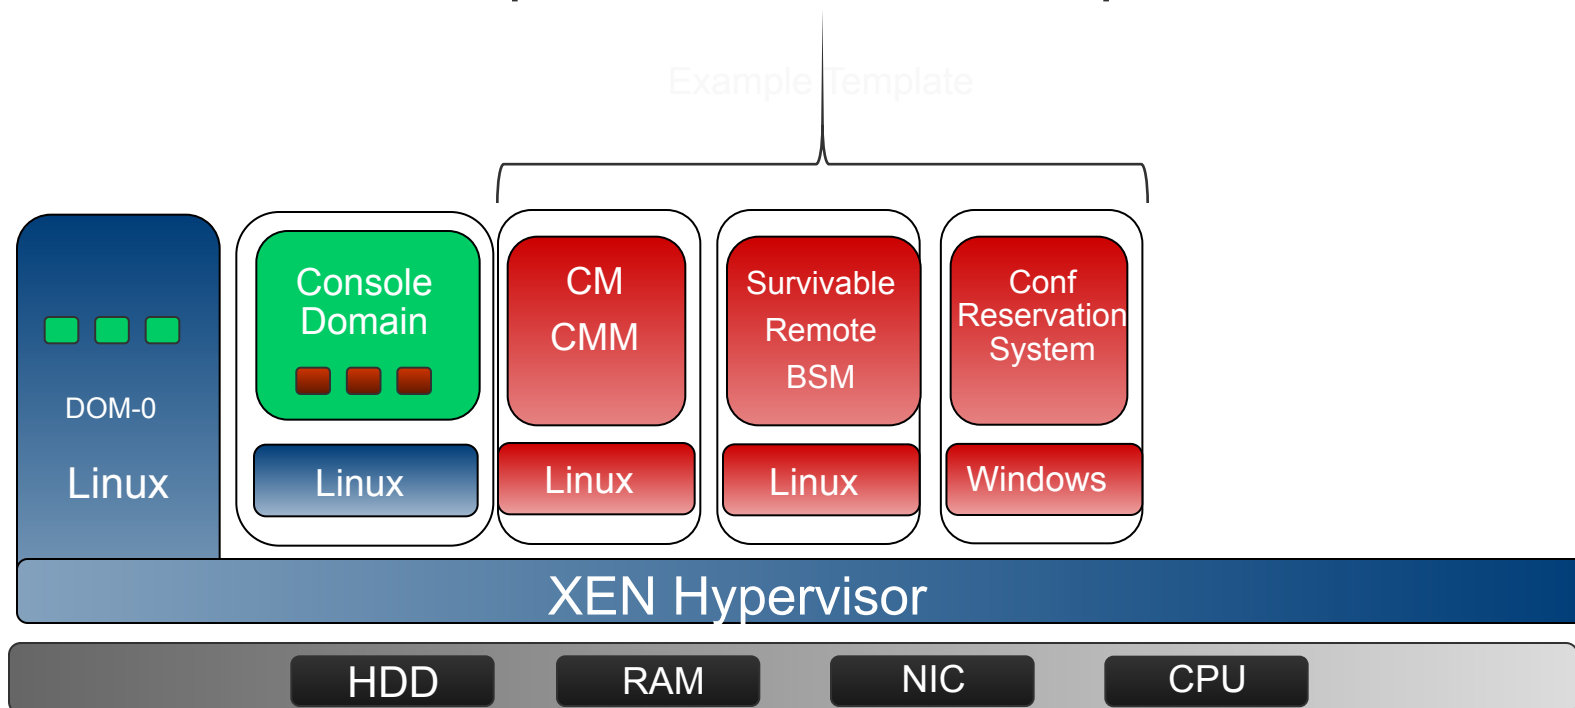 Example Template
Console
Domain
CM
CMM
Survivable
Remote
BSM
Conf
Reservation
System
DOM-0
Linux
Linux
Linux
Linux
Windows
XEN Hypervisor
HDD
RAM
NIC
CPU